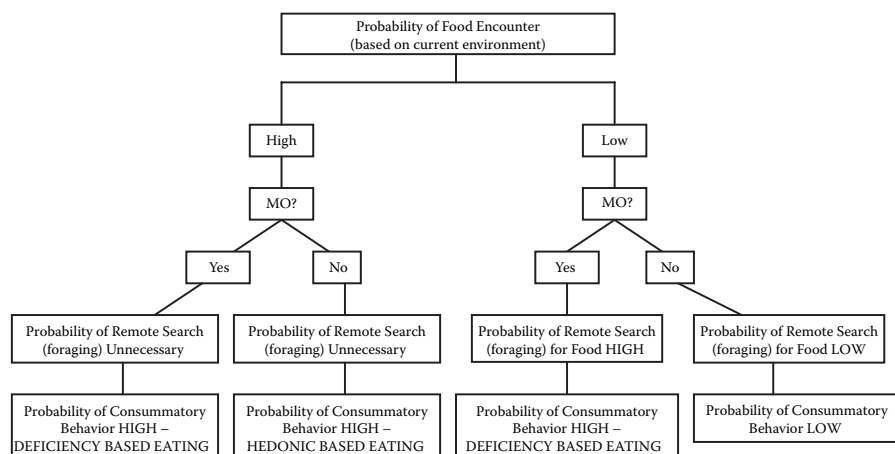 Probability of Food Encounter
(based on current environment)
High
Low
MO?
MO?
Yes
No
Yes
No
Probability of Remote Search
(foraging) Unnecessary
Probability of Remote Search
(foraging) Unnecessary
Probability of Remote Search
(foraging) for Food HIGH
Probability of Remote Search
(foraging) for Food LOW
Probability of Consummatory
Behavior HIGH –
DEFICIENCY BASED EATING
Probability of Consummatory
Behavior HIGH –
HEDONIC BASED EATING
Probability of Consummatory
Behavior HIGH –
DEFICIENCY BASED EATING
Probability of Consummatory
Behavior LOW